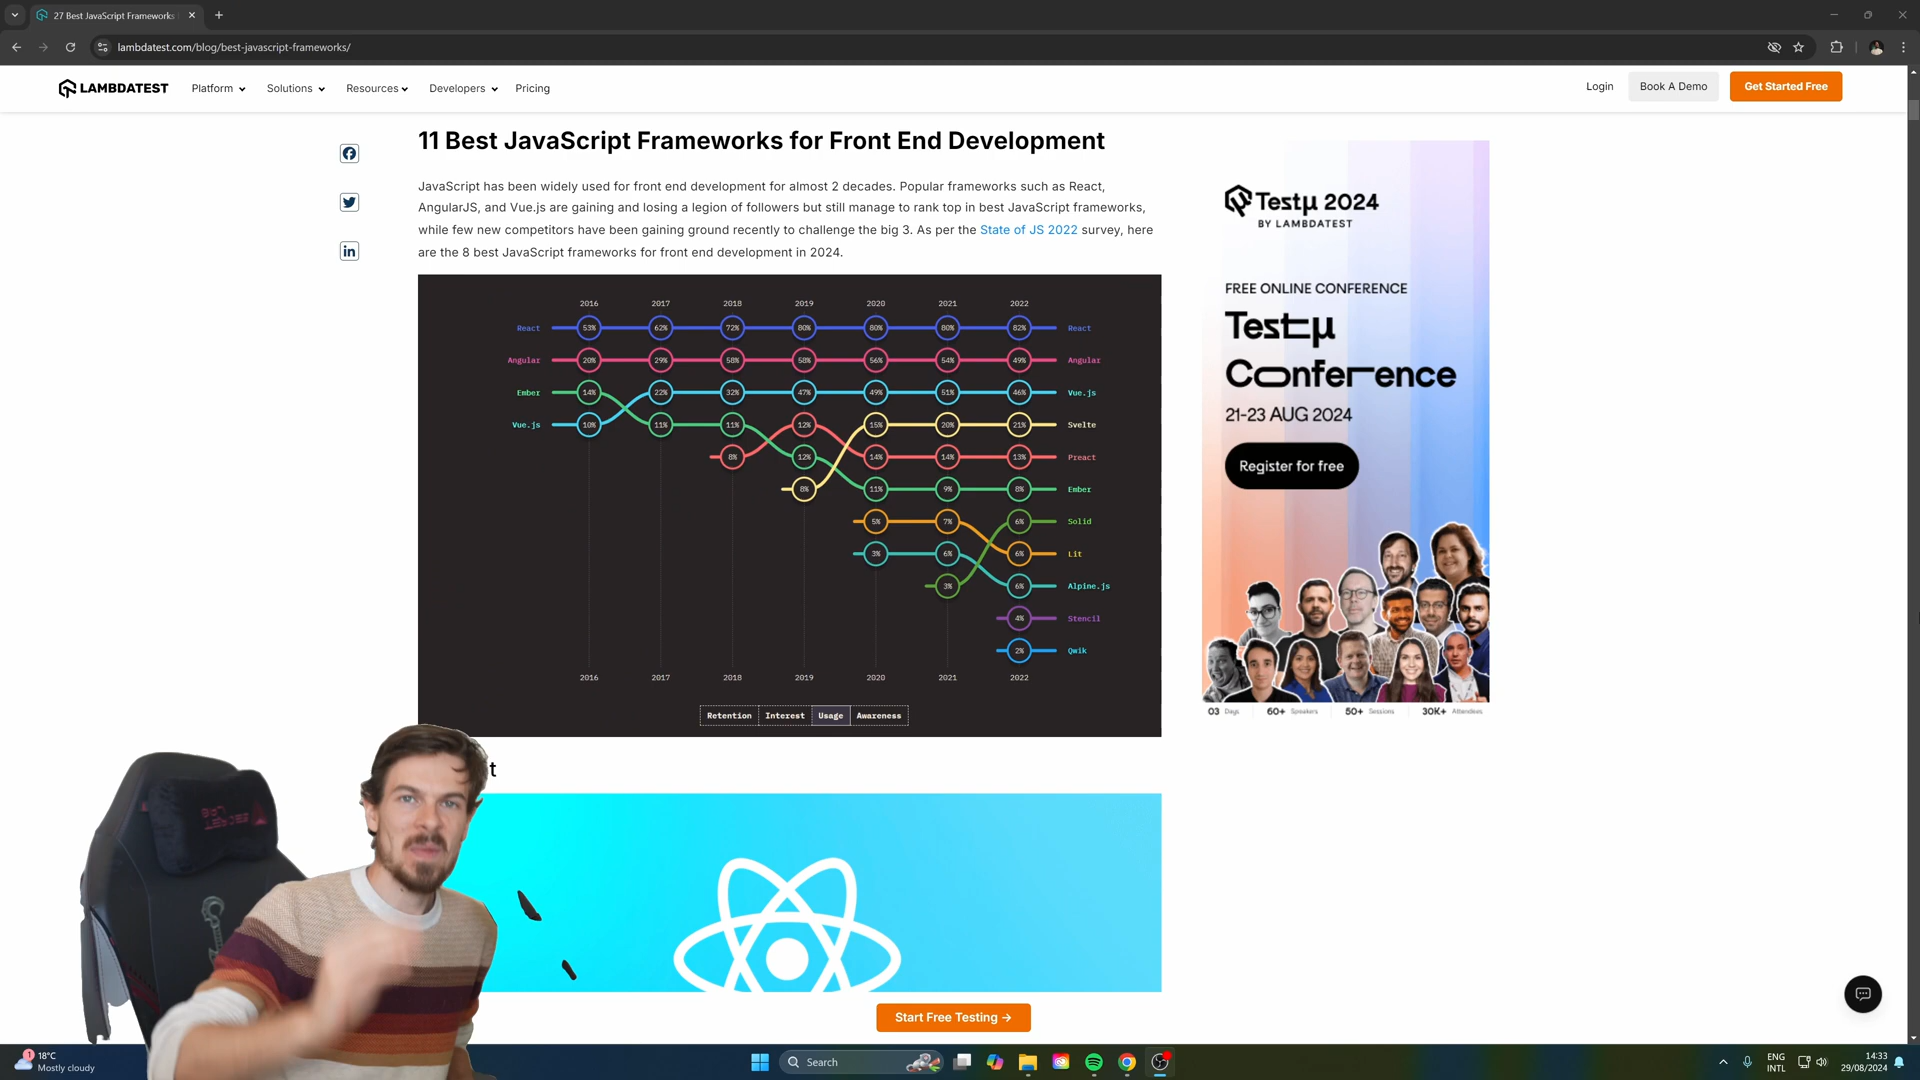 27 Best JavaScript Frameworks
lambdatest.com/blog/best-javascript-frameworks/
LAMBDATEST
Platform
Solutions
Resources
Developers
Pricing
Login
Book A Demo
Get Started Free
11 Best JavaScript Frameworks for Front End Development
JavaScript has been widely used for front end development for almost 2 decades. Popular frameworks such as React,
AngularJS, and Vue.js are gaining and losing a legion of followers but still manage to rank top in best JavaScript frameworks,
while few new competitors have been gaining ground recently to challenge the big 3. As per the State of JS 2022 survey, here
are the 8 best JavaScript frameworks for front end development in 2024.
2016 2017 2018 2019 2020 2021 2022
React 53% 62% 72% 80% 80% 80% 82% React
Angular 20% 29% 58% 58% 56% 54% 49% Angular
Ember 14% 22% 32% 47% 49% 51% 46% Vue.js
Vue.js 10% 11% 11% 12% 15% 20% 21% Svelte
8% 12% 14% 14% 13% Preact
8% 11% 9% 8% Ember
5% 7% 6% Solid
3% 6% 6% Lit
3% 6% Alpine.js
4% Stencil
2% Qwik
2016 2017 2018 2019 2020 2021 2022
Retention Interest Usage Awareness
t
Start Free Testing →
Testμ 2024
BY LAMBDATEST
FREE ONLINE CONFERENCE
Testμ
Conference
21-23 AUG 2024
Register for free
03 Days 60+ Speakers 50+ Sessions 30K+ Attendees
1
18°C
Mostly cloudy
Search
ENG
INTL
14:33
29/08/2024